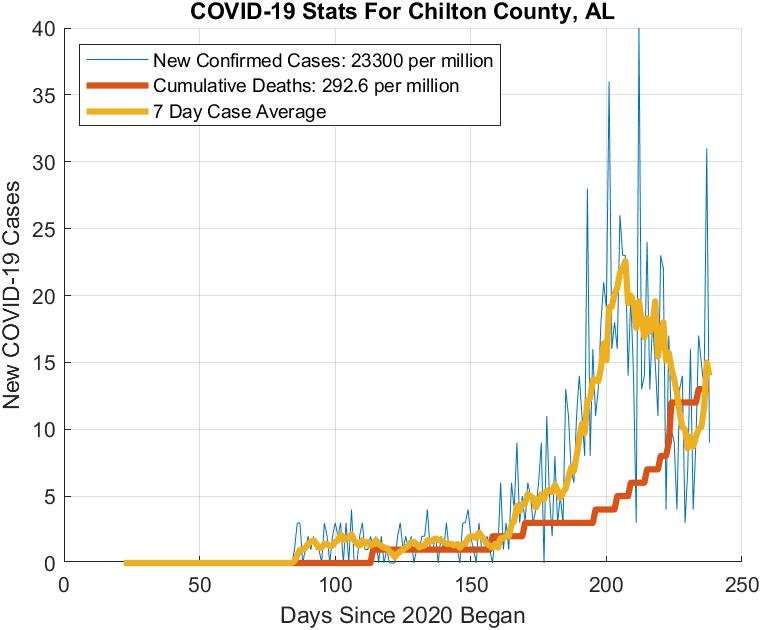 COVID-19 Stats For Chilton County, AL
New Confirmed Cases: 23300 per million
Cumulative Deaths: 292.6 per million
7 Day Case Average
New COVID-19 Cases
40
35
30
25
20
15
10
5
0
0 50 100 150 200 250
Days Since 2020 Began